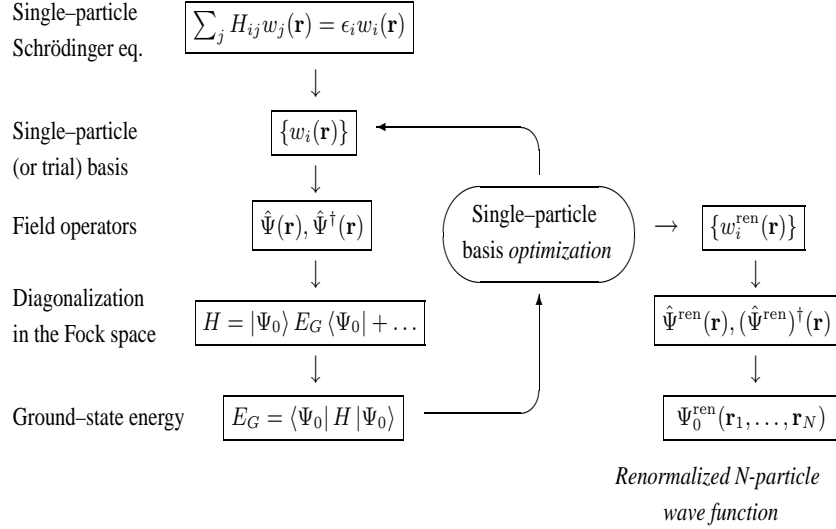 Single–particle
Schrödinger eq.
∑_j H_{ij} w_j(𝐫) = ϵ_i w_i(𝐫)
↓
Single–particle
(or trial) basis
{w_i(𝐫)}
↓
Field operators
Ψ̂(𝐫), Ψ̂†(𝐫)
Single–particle
basis optimization
→
{w_i^{ren}(𝐫)}
↓
↓
Diagonalization
in the Fock space
H = |Ψ_0⟩ E_G ⟨Ψ_0| + …
Ψ̂^{ren}(𝐫), (Ψ̂^{ren})†(𝐫)
↓
↓
Ground–state energy
E_G = ⟨Ψ_0| H |Ψ_0⟩
Ψ_0^{ren}(𝐫_1, …, 𝐫_N)
Renormalized N-particle
wave function